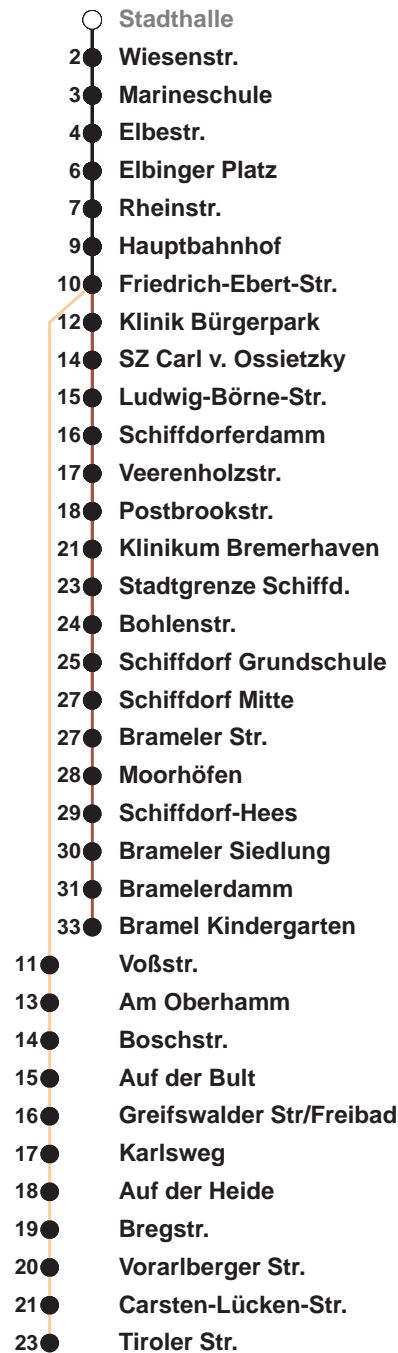 Stadthalle
2 Wiesenstr.
3 Marineschule
4 Elbestr.
6 Elbinger Platz
7 Rheinstr.
9 Hauptbahnhof
10 Friedrich-Ebert-Str.
12 Klinik Bürgerpark
14 SZ Carl v. Ossietzky
15 Ludwig-Börne-Str.
16 Schiffdorferdamm
17 Veerenholzstr.
18 Postbrookstr.
21 Klinikum Bremerhaven
23 Stadtgrenze Schiffd.
24 Bohlenstr.
25 Schiffdorf Grundschule
27 Schiffdorf Mitte
27 Brameler Str.
28 Moorhöfen
29 Schiffdorf-Hees
30 Brameler Siedlung
31 Bramelerdamm
33 Bramel Kindergarten
11 Voßstr.
13 Am Oberhamm
14 Boschstr.
15 Auf der Bult
16 Greifswalder Str/Freibad
17 Karlsweg
18 Auf der Heide
19 Bregstr.
20 Vorarlberger Str.
21 Carsten-Lücken-Str.
23 Tiroler Str.